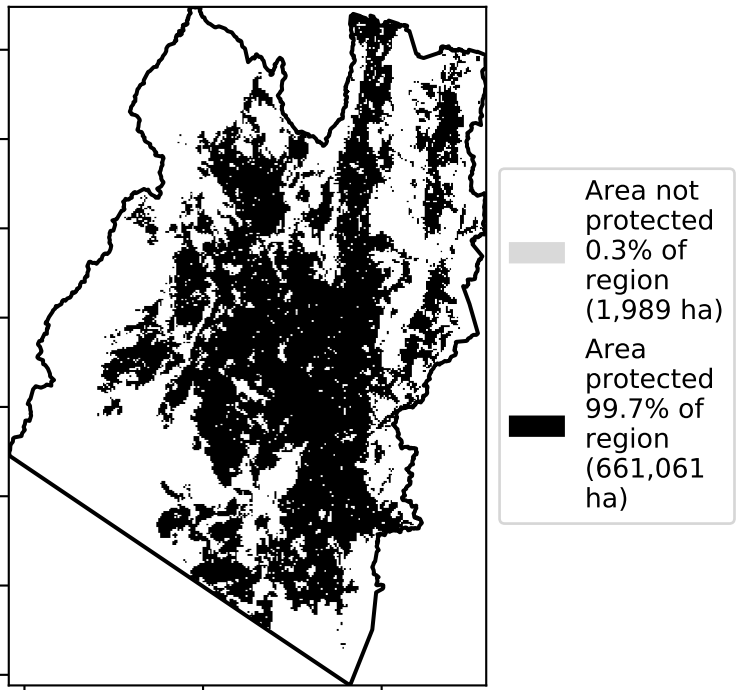 Area not
protected
0.3% of
region
(1,989 ha)
Area
protected
99.7% of
region
(661,061
ha)